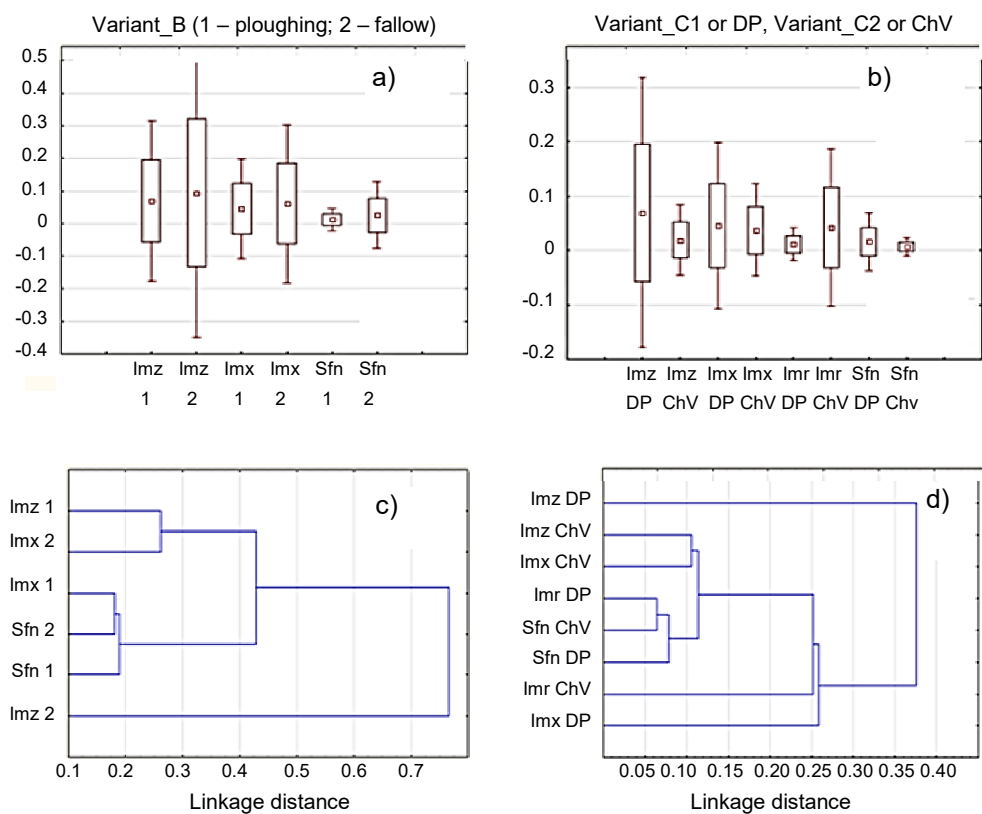 Variant_B (1 – ploughing; 2 – fallow)
a)
0.5
0.4
0.3
0.2
0.1
0
-0.1
-0.2
-0.3
-0.4
Imz Imz Imx Imx Sfn Sfn
1 2 1 2 1 2
Variant_C1 or DP, Variant_C2 or ChV
b)
0.3
0.2
0.1
0
-0.1
-0.2
Imz Imz Imx Imx Imr Imr Sfn Sfn
DP ChV DP ChV DP ChV DP Chv
c)
Imz 1
Imx 2
Imx 1
Sfn 2
Sfn 1
Imz 2
0.1 0.2 0.3 0.4 0.5 0.6 0.7
Linkage distance
d)
Imz DP
Imz ChV
Imx ChV
Imr DP
Sfn ChV
Sfn DP
Imr ChV
Imx DP
0.05 0.10 0.15 0.20 0.25 0.30 0.35 0.40
Linkage distance